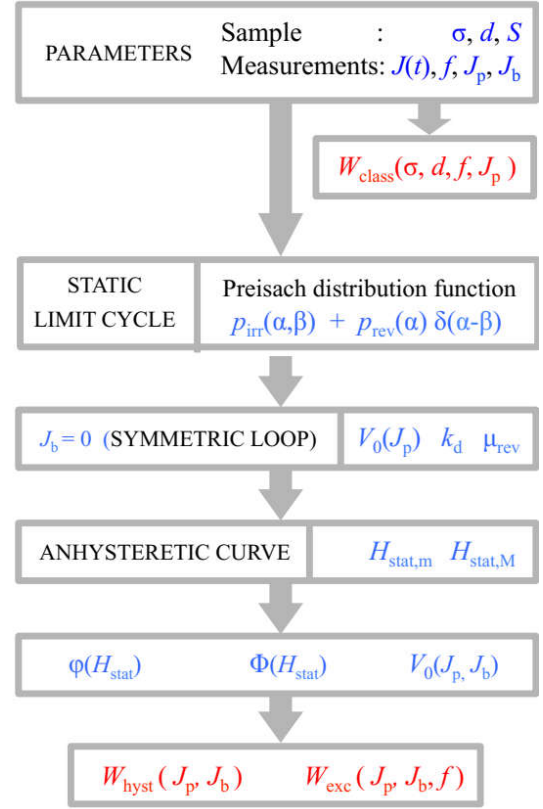 PARAMETERS Sample : σ, d, S
Measurements: J(t), f, Jp, Jb
Wclass(σ, d, f, Jp )
STATIC LIMIT CYCLE
Preisach distribution function
pirr(α,β) + prev(α) δ(α-β)
Jb = 0 (SYMMETRIC LOOP) V0(Jp) kd μrev
ANHYSTERETIC CURVE Hstat,m Hstat,M
φ(Hstat) Φ(Hstat) V0(Jp, Jb)
Whyst ( Jp, Jb ) Wexc ( Jp, Jb, f )